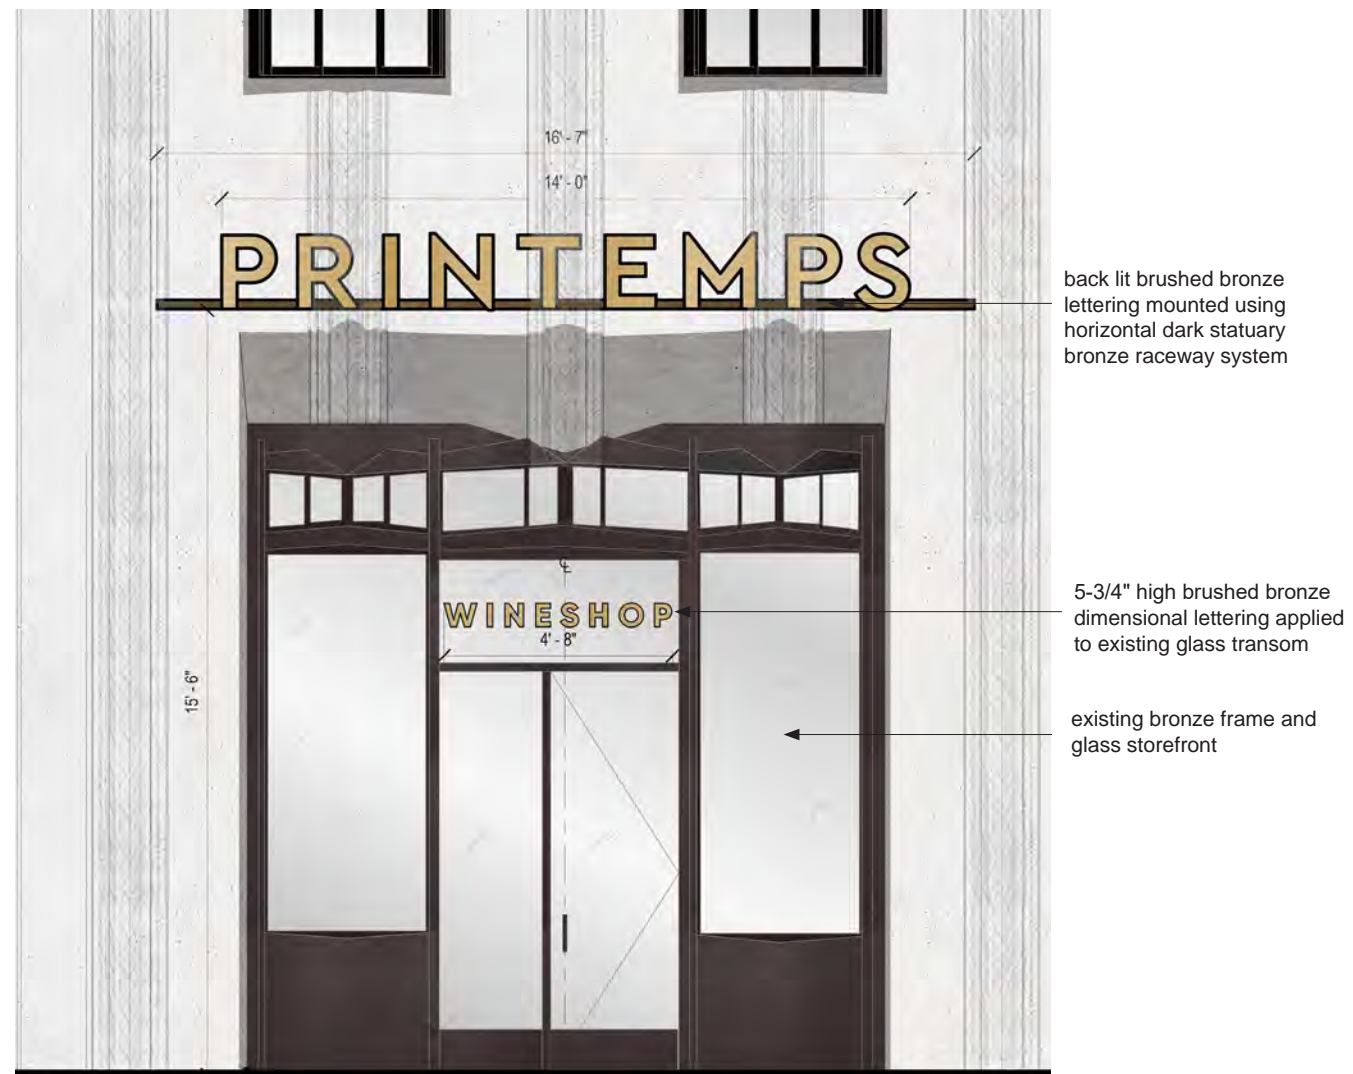 16' - 7"
14' - 0"
PRINTEMPS
back lit brushed bronze
lettering mounted using
horizontal dark statuary
bronze raceway system
℄
WINESHOP
4' - 8"
5-3/4" high brushed bronze
dimensional lettering applied
to existing glass transom
15' - 6"
existing bronze frame and
glass storefront